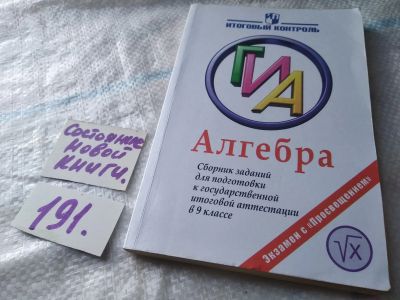 ИТОГОВЫЙ КОНТРОЛЬ
ГИА
Алгебра
Сборник заданий
для подготовки
к государственной
итоговой аттестации
в 9 классе
Экзамен с «Просвещением»
√x
Состояние
новой
книги.
191.